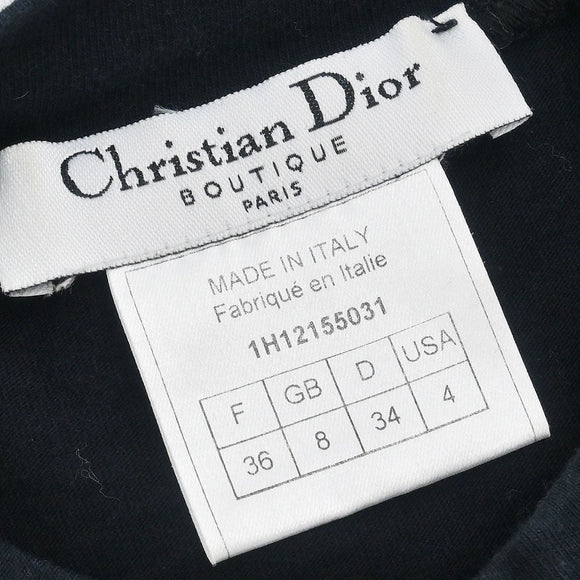 Christian Dior
BOUTIQUE
PARIS
MADE IN ITALY
Fabriqué en Italie
1H12155031
F GB D USA
36 8 34 4